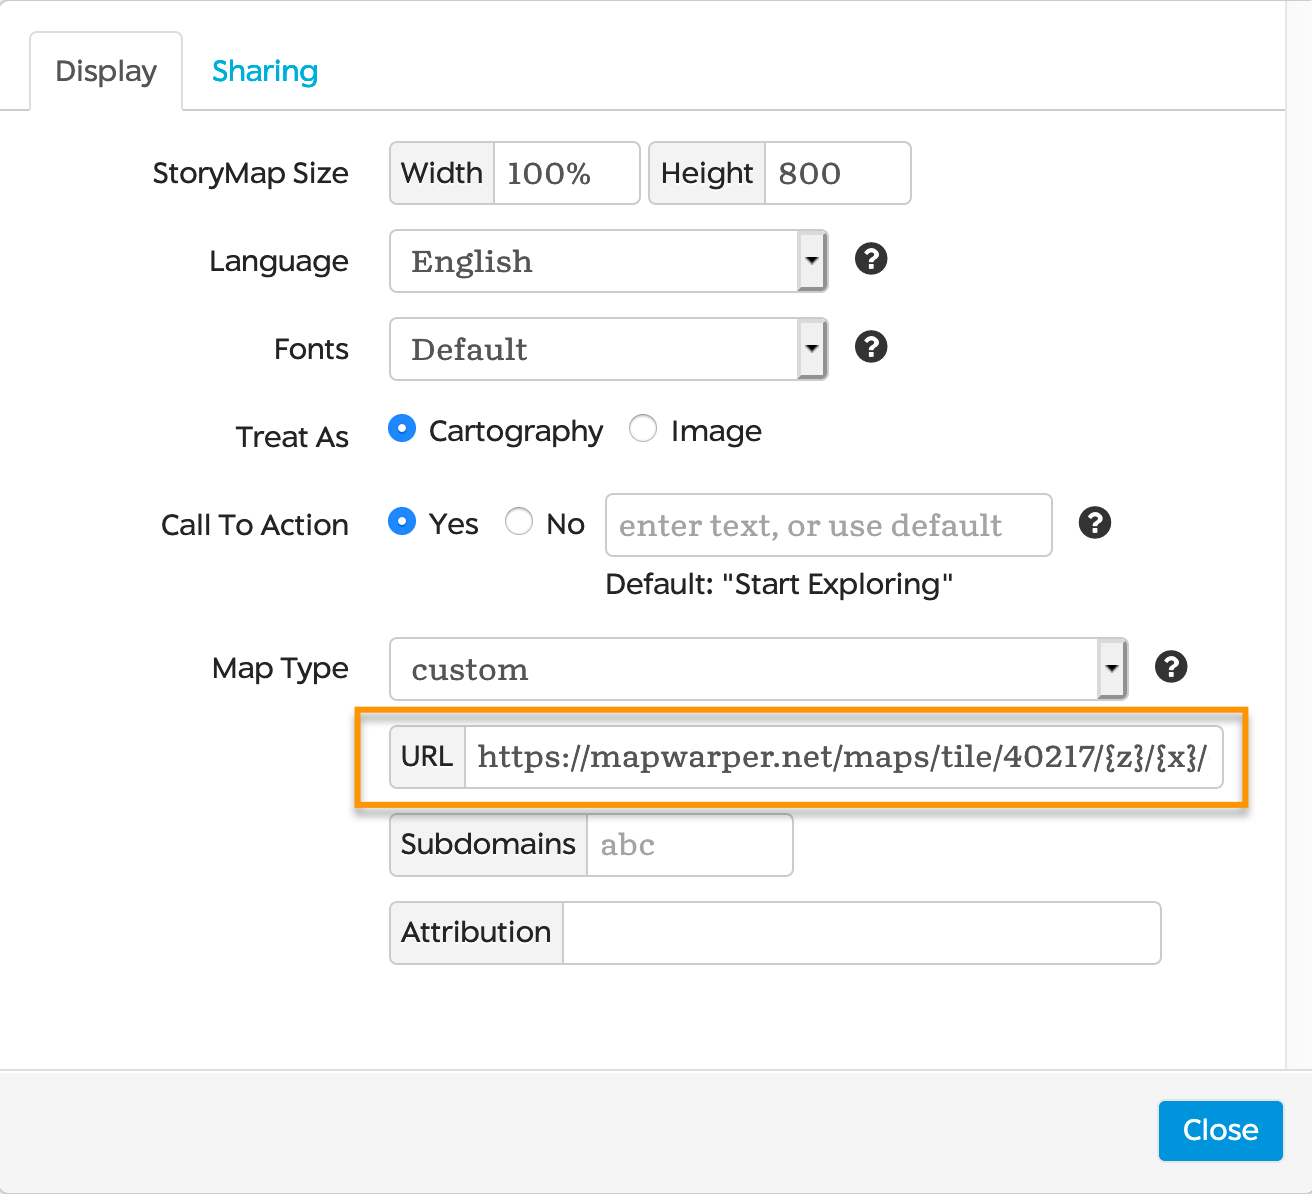 Display Sharing
StoryMap Size Width 100% Height 800
Language English ?
Fonts Default ?
Treat As Cartography Image
Call To Action Yes No enter text, or use default ?
Default: "Start Exploring"
Map Type custom ?
URL https://mapwarper.net/maps/tile/40217/{z}/{x}/
Subdomains abc
Attribution
Close